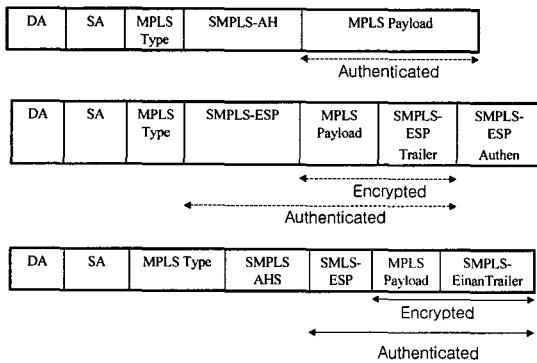 DA SA MPLS Type SMPLS-AH MPLS Payload
Authenticated
DA SA MPLS Type SMPLS-ESP MPLS Payload SMPLS-ESP Trailer SMPLS-ESP Authen
Encrypted
Authenticated
DA SA MPLS Type SMPLS AHS SMLS-ESP MPLS Payload SMPLS-EinanTrailer
Encrypted
Authenticated